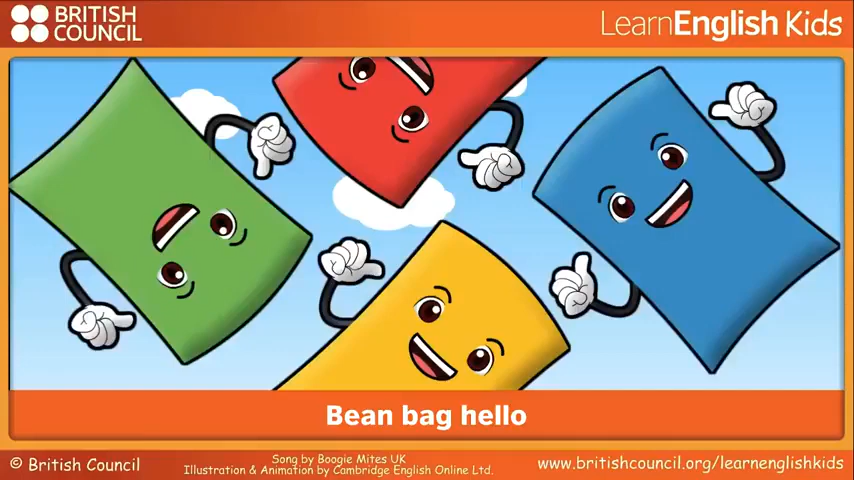 BRITISH
COUNCIL
LearnEnglish Kids
Bean bag hello
© British Council
Song by Boogie Mites UK
Illustration & Animation by Cambridge English Online Ltd.
www.britishcouncil.org/learnenglishkids